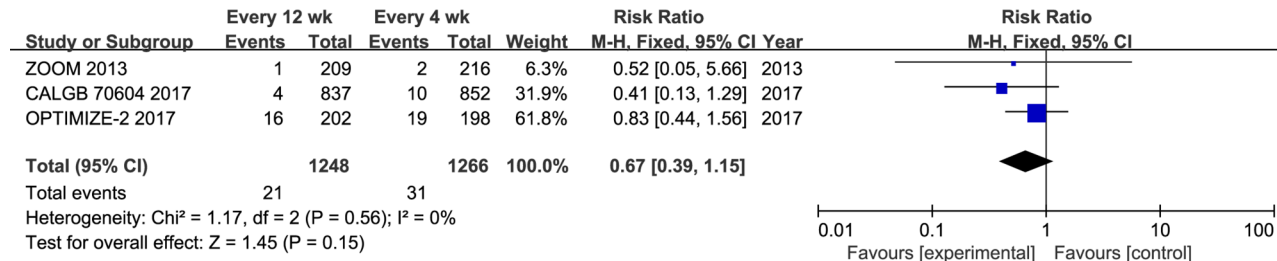 Every 12 wk Every 4 wk Risk Ratio Risk Ratio
Study or Subgroup Events Total Events Total Weight M-H, Fixed, 95% CI Year M-H, Fixed, 95% CI
ZOOM 2013 1 209 2 216 6.3% 0.52 [0.05, 5.66] 2013
CALGB 70604 2017 4 837 10 852 31.9% 0.41 [0.13, 1.29] 2017
OPTIMIZE-2 2017 16 202 19 198 61.8% 0.83 [0.44, 1.56] 2017
Total (95% CI) 1248 1266 100.0% 0.67 [0.39, 1.15]
Total events 21 31
Heterogeneity: Chi² = 1.17, df = 2 (P = 0.56); I² = 0%
Test for overall effect: Z = 1.45 (P = 0.15)
0.01 0.1 1 10 100
Favours [experimental] Favours [control]